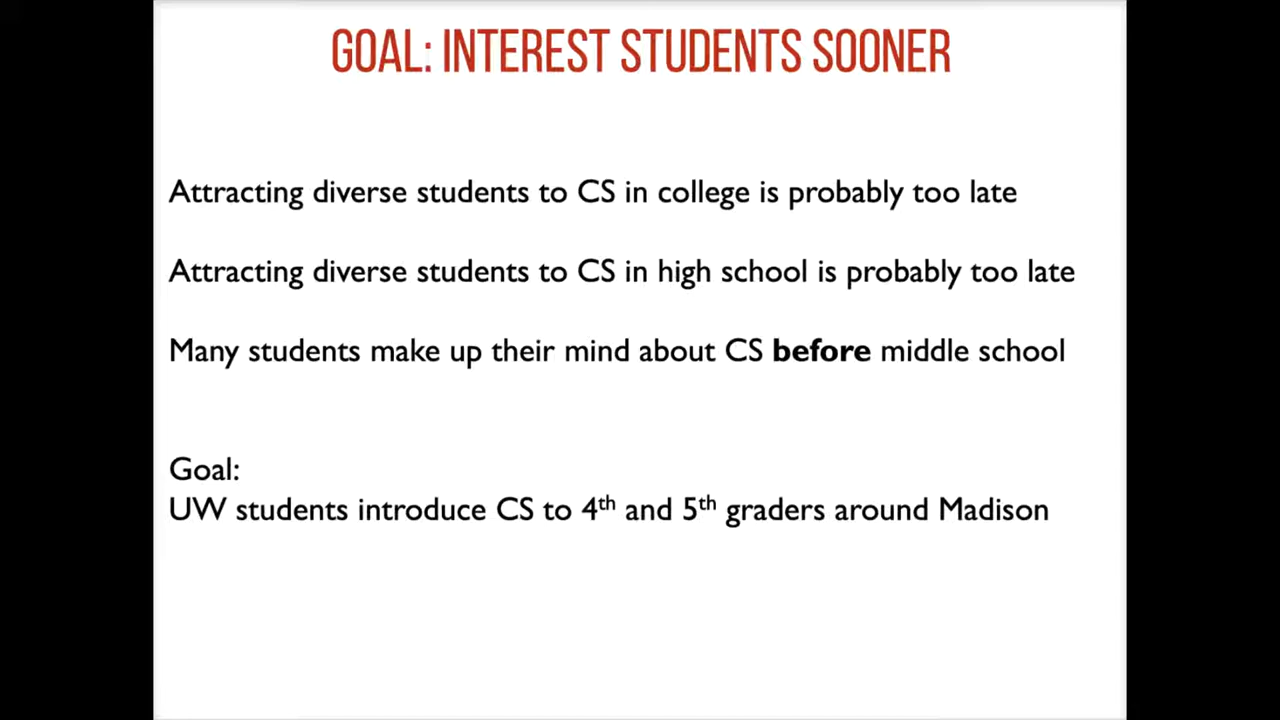 GOAL: INTEREST STUDENTS SOONER
Attracting diverse students to CS in college is probably too late
Attracting diverse students to CS in high school is probably too late
Many students make up their mind about CS before middle school
Goal:
UW students introduce CS to 4th and 5th graders around Madison